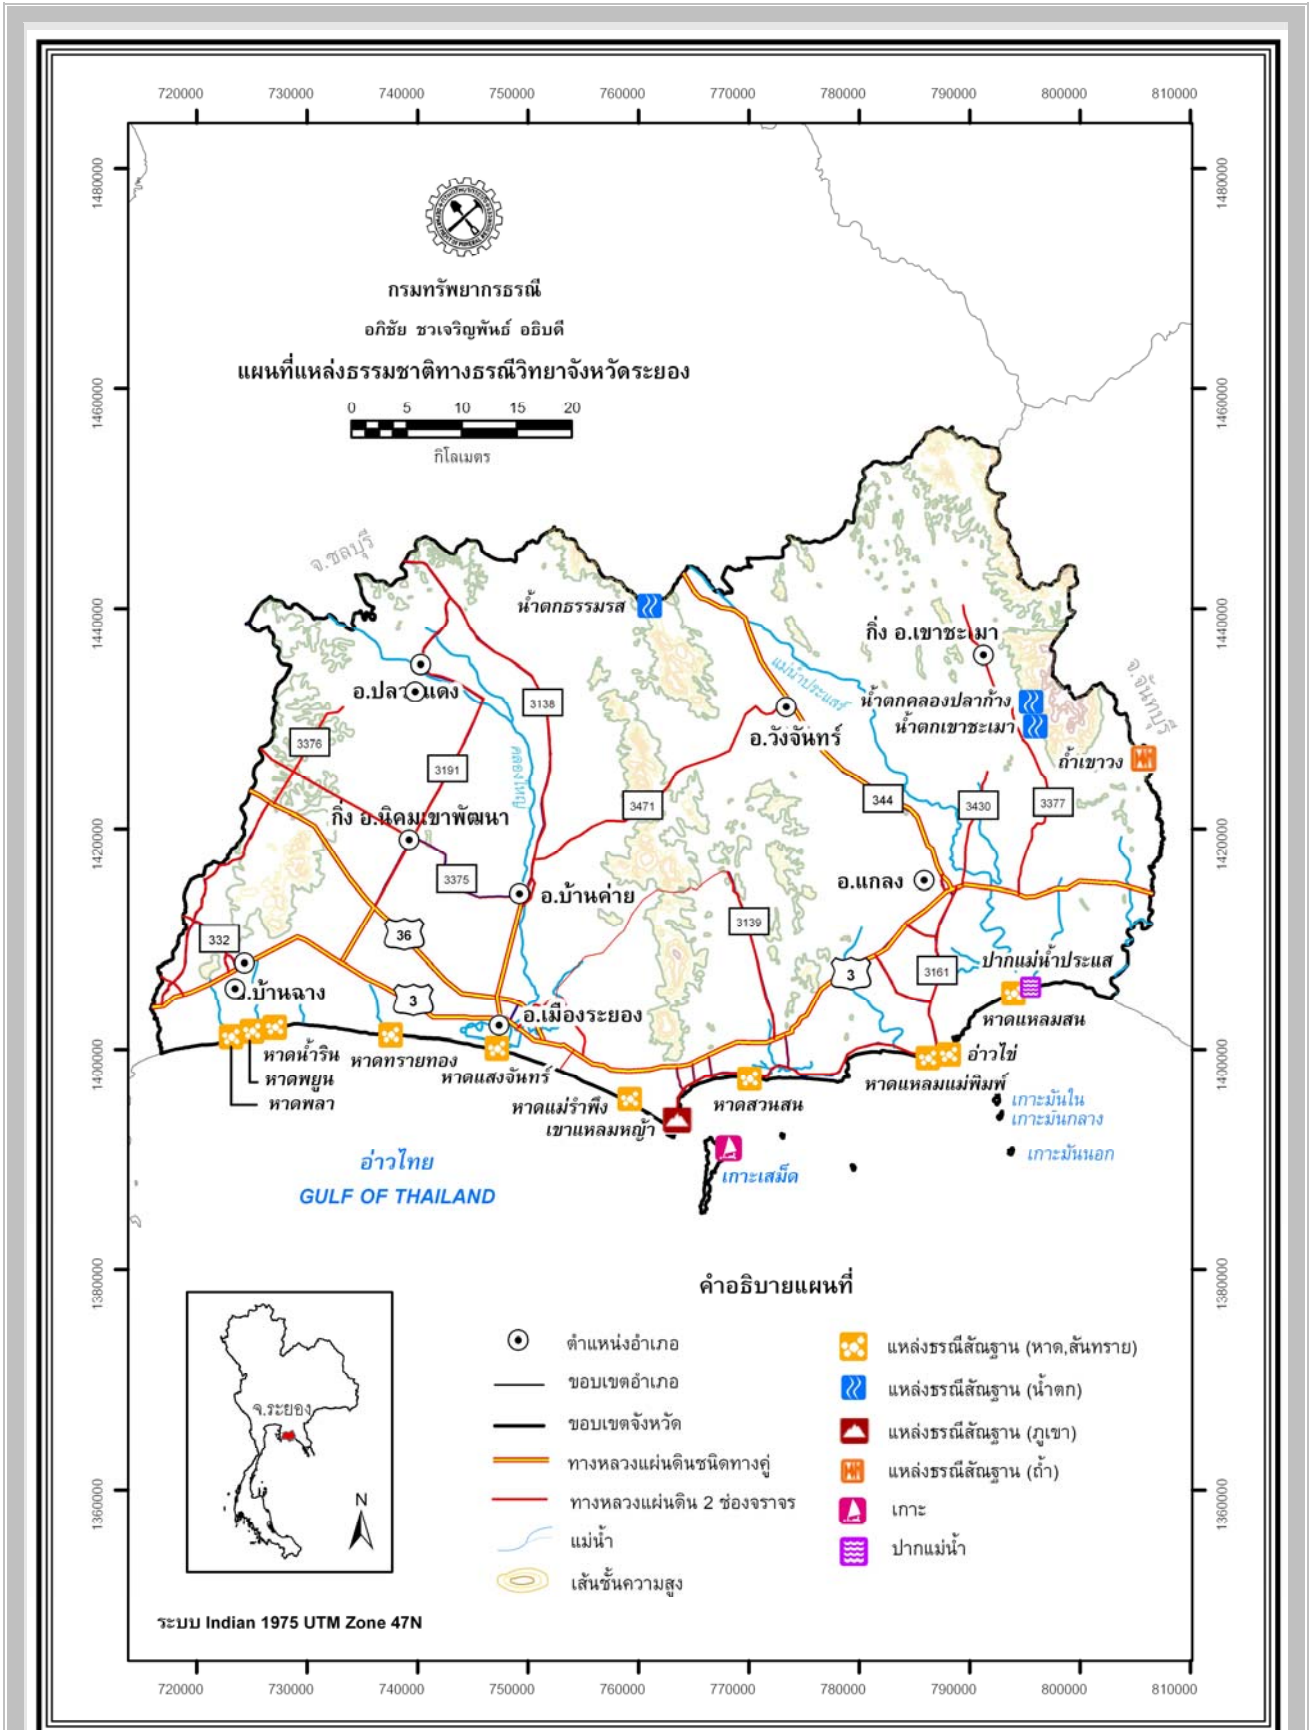 720000 730000 740000 750000 760000 770000 780000 790000 800000 810000
1480000
1480000
กรมทรัพยากรธรณี
อภิชัย ชวเจริญพันธ์ อธิบดี
แผนที่แหล่งธรรมชาติทางธรณีวิทยาจังหวัดระยอง
0 5 10 15 20
กิโลเมตร
1460000
1460000
จ.ชลบุรี
น้ำตกธรรมรส
1440000
1440000
กิ่ง อ.เขาชะเมา
แม่น้ำประแสร์
จ.จันทบุรี
อ.ปลวกแดง
น้ำตกคลองปลาก้าง
น้ำตกเขาชะเมา
3138
อ.วังจันทร์
3376
ถ้ำเขาวง
3191
คลองใหญ่
3471
344
3430
3377
กิ่ง อ.นิคมเขาพัฒนา
1420000
1420000
3375
อ.แกลง
อ.บ้านค่าย
3139
332
36
ปากแม่น้ำประแส
3
3161
อ.บ้านฉาง
3
อ.เมืองระยอง
หาดแหลมสน
หาดน้ำริน
หาดทรายทอง
อ่าวไข่
1400000
1400000
หาดพยูน
หาดแสงจันทร์
หาดแหลมแม่พิมพ์
หาดพลา
หาดแม่รำพึง
หาดสวนสน
เกาะมันใน
เขาแหลมหญ้า
เกาะมันกลาง
เกาะมันนอก
อ่าวไทย
เกาะเสม็ด
GULF OF THAILAND
1380000
1380000
คำอธิบายแผนที่
ตำแหน่งอำเภอ
ขอบเขตอำเภอ
ขอบเขตจังหวัด
ทางหลวงแผ่นดินชนิดทางคู่
ทางหลวงแผ่นดิน 2 ช่องจราจร
แม่น้ำ
เส้นชั้นความสูง
แหล่งธรณีสัณฐาน (หาด,สันทราย)
แหล่งธรณีสัณฐาน (น้ำตก)
แหล่งธรณีสัณฐาน (ภูเขา)
แหล่งธรณีสัณฐาน (ถ้ำ)
เกาะ
ปากแม่น้ำ
จ.ระยอง
N
1360000
1360000
ระบบ Indian 1975 UTM Zone 47N
720000 730000 740000 750000 760000 770000 780000 790000 800000 810000